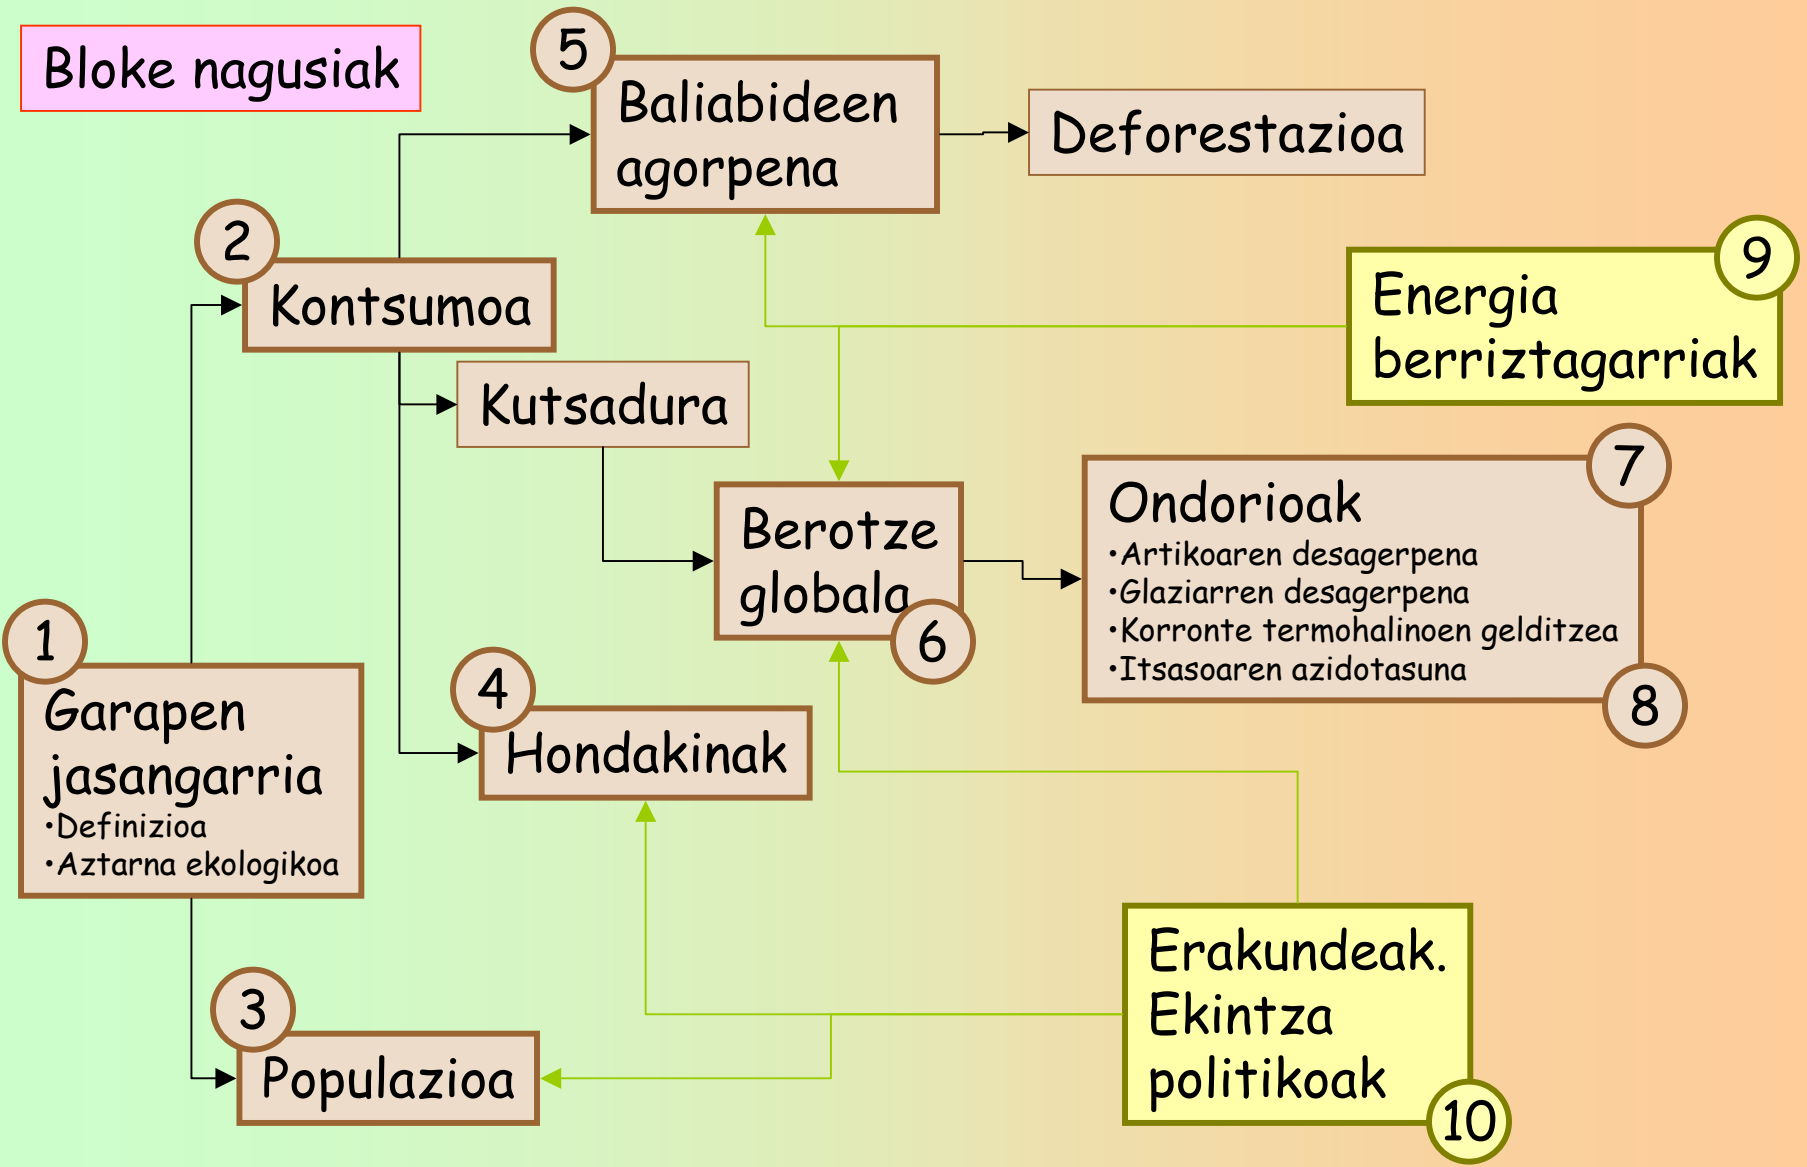 Bloke nagusiak
5
Baliabideen
agorpena
Deforestazioa
2
Kontsumoa
9
Energia
berriztagarriak
Kutsadura
7
Ondorioak
•Artikoaren desagerpena
•Glaziarren desagerpena
•Korronte termohalinoen gelditzea
•Itsasoaren azidotasuna
8
Berotze
globala
6
1
Garapen
jasangarria
•Definizioa
•Aztarna ekologikoa
4
Hondakinak
3
Populazioa
Erakundeak.
Ekintza
politikoak
10